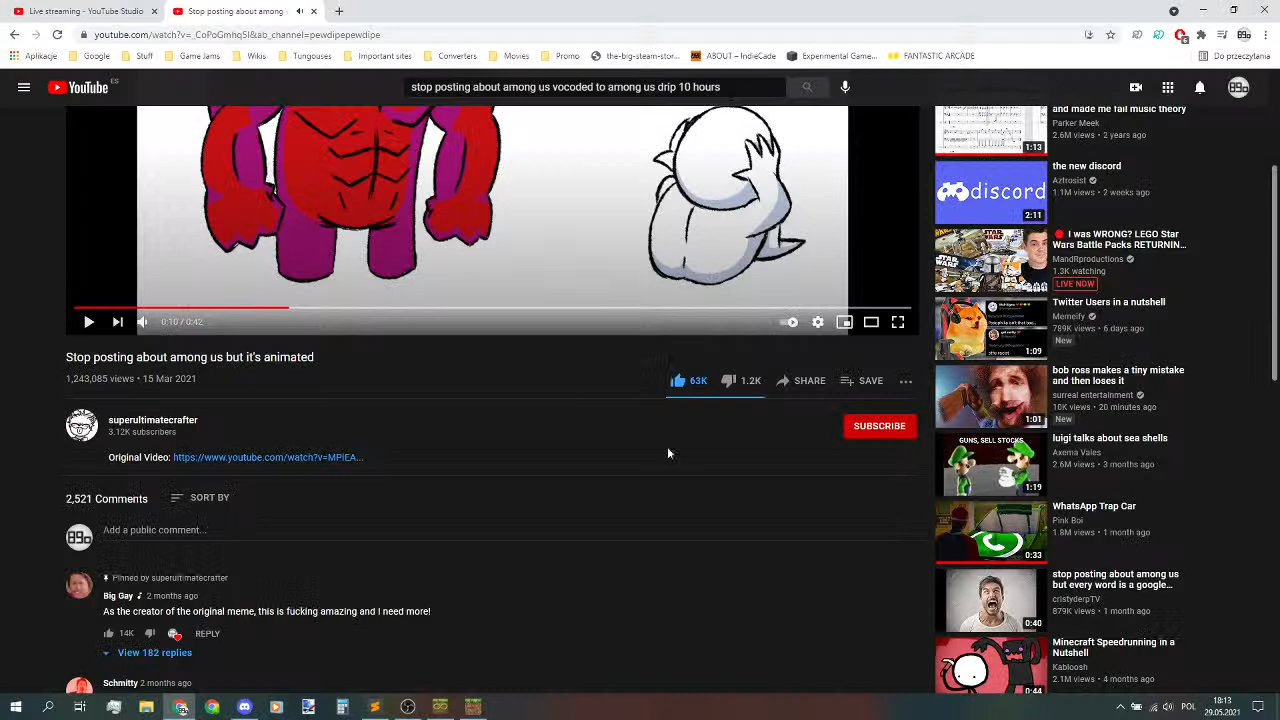 Live streaming - YouTube Studio
Stop posting about among
youtube.com/watch?v=_CoPoGmhqSI&ab_channel=pewdipepewdipe
Aplikacje Google Stuff Game Jams Wikis Tungouses Important sites Converters Promo the-big-steam-stor... ABOUT – IndieCade Experimental Game... FANTASTIC ARCADE Do przeczytania
YouTube ES
stop posting about among us vocoded to among us drip 10 hours
0:10 / 0:42
Stop posting about among us but it's animated
1,243,085 views • 15 Mar 2021
63K 1.2K SHARE SAVE
superultimatecrafter
3.12K subscribers
SUBSCRIBE
Original Video: https://www.youtube.com/watch?v=MPiEA...
2,521 Comments SORT BY
Add a public comment...
Pinned by superultimatecrafter
Big Gay 2 months ago
As the creator of the original meme, this is fucking amazing and I need more!
14K REPLY
View 182 replies
Schmitty 2 months ago
and made me fail music theory
Parker Meek
2.6M views • 2 years ago
1:13
the new discord
Aztrosist
1.1M views • 2 weeks ago
discord
2:11
I was WRONG? LEGO Star
Wars Battle Packs RETURNIN...
MandRproductions
1.3K watching
LIVE NOW
Twitter Users in a nutshell
Memeify
789K views • 6 days ago
New
1:09
bob ross makes a tiny mistake
and then loses it
surreal entertainment
10K views • 20 minutes ago
New
1:01
luigi talks about sea shells
Axema Vales
2.6M views • 3 months ago
GUNS, SELL STOCKS,
1:19
WhatsApp Trap Car
Pink Boi
1.8M views • 1 month ago
0:33
stop posting about among us
but every word is a google...
cristyderpTV
879K views • 1 month ago
0:40
Minecraft Speedrunning in a
Nutshell
Kabloosh
2.1M views • 4 months ago
0:44
POL
18:13
29.05.2021